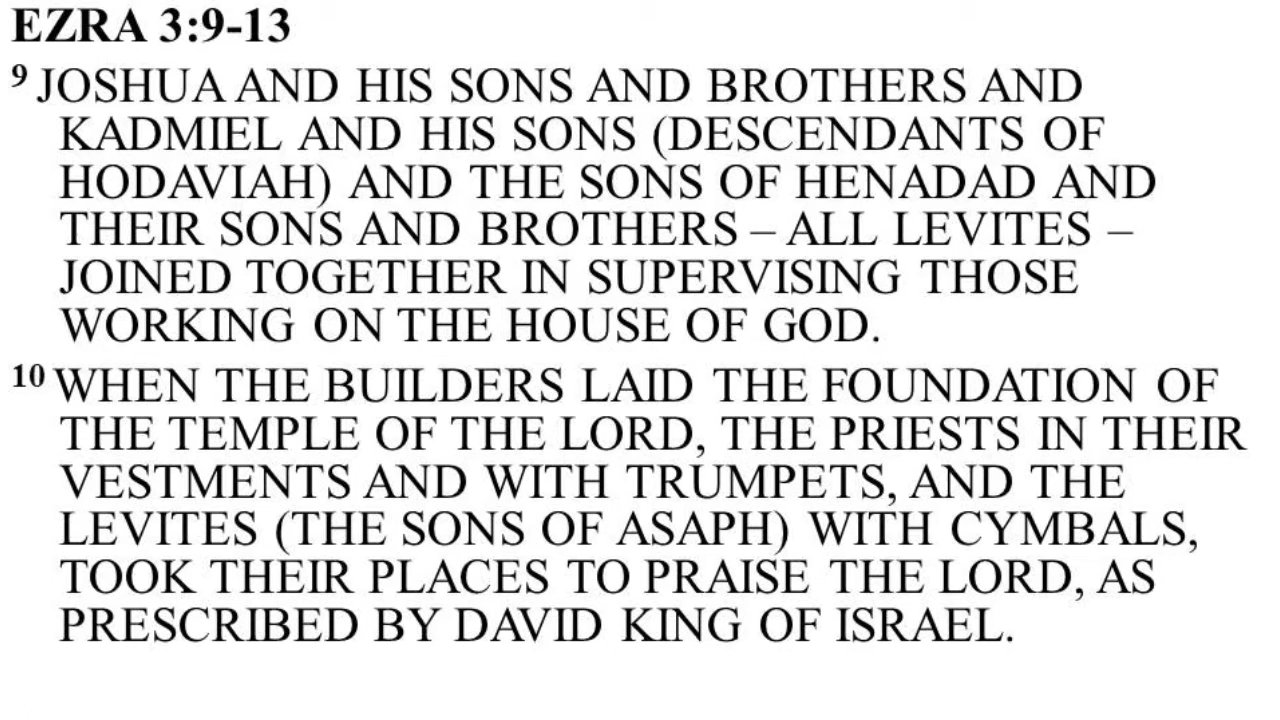 EZRA 3:9-13
9 JOSHUA AND HIS SONS AND BROTHERS AND
KADMIEL AND HIS SONS (DESCENDANTS OF
HODAVIAH) AND THE SONS OF HENADAD AND
THEIR SONS AND BROTHERS – ALL LEVITES –
JOINED TOGETHER IN SUPERVISING THOSE
WORKING ON THE HOUSE OF GOD.
10 WHEN THE BUILDERS LAID THE FOUNDATION OF
THE TEMPLE OF THE LORD, THE PRIESTS IN THEIR
VESTMENTS AND WITH TRUMPETS, AND THE
LEVITES (THE SONS OF ASAPH) WITH CYMBALS,
TOOK THEIR PLACES TO PRAISE THE LORD, AS
PRESCRIBED BY DAVID KING OF ISRAEL.